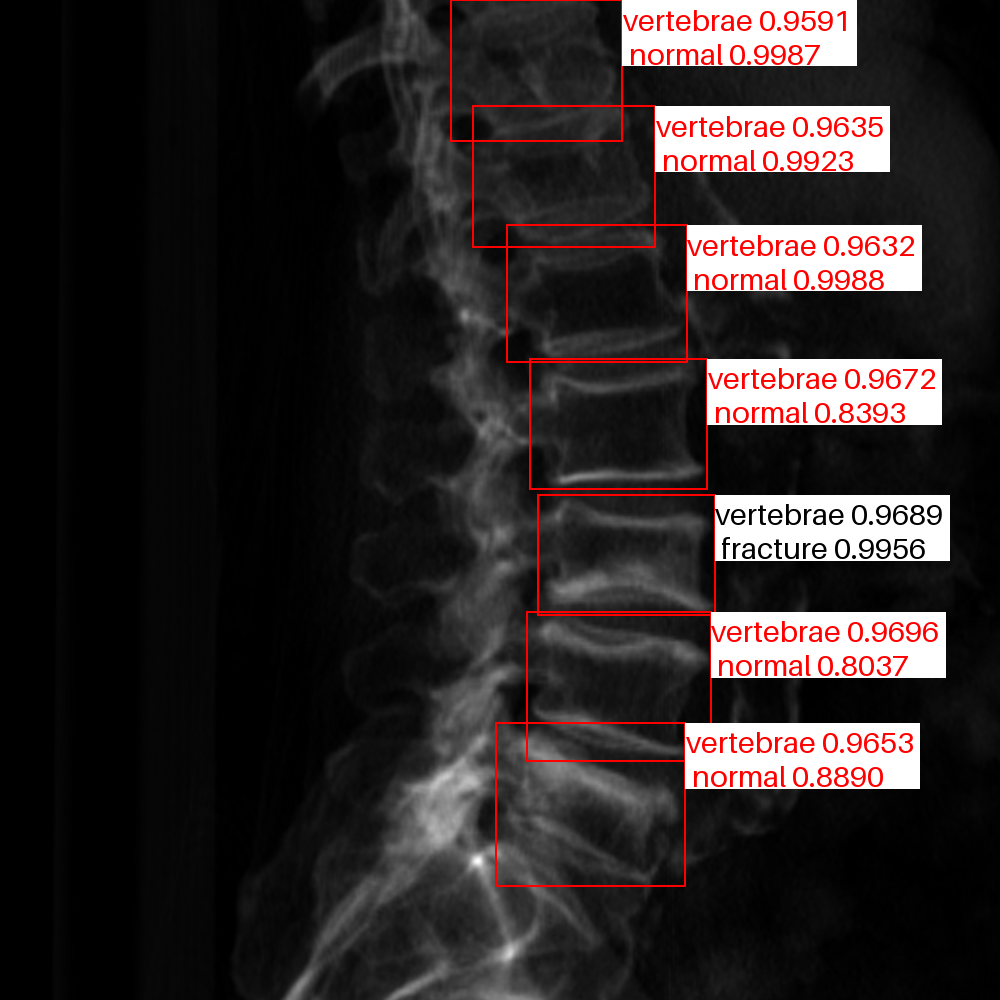 vertebrae 0.9591
normal 0.9987
vertebrae 0.9635
normal 0.9923
vertebrae 0.9632
normal 0.9988
vertebrae 0.9672
normal 0.8393
vertebrae 0.9689
fracture 0.9956
vertebrae 0.9696
normal 0.8037
vertebrae 0.9653
normal 0.8890